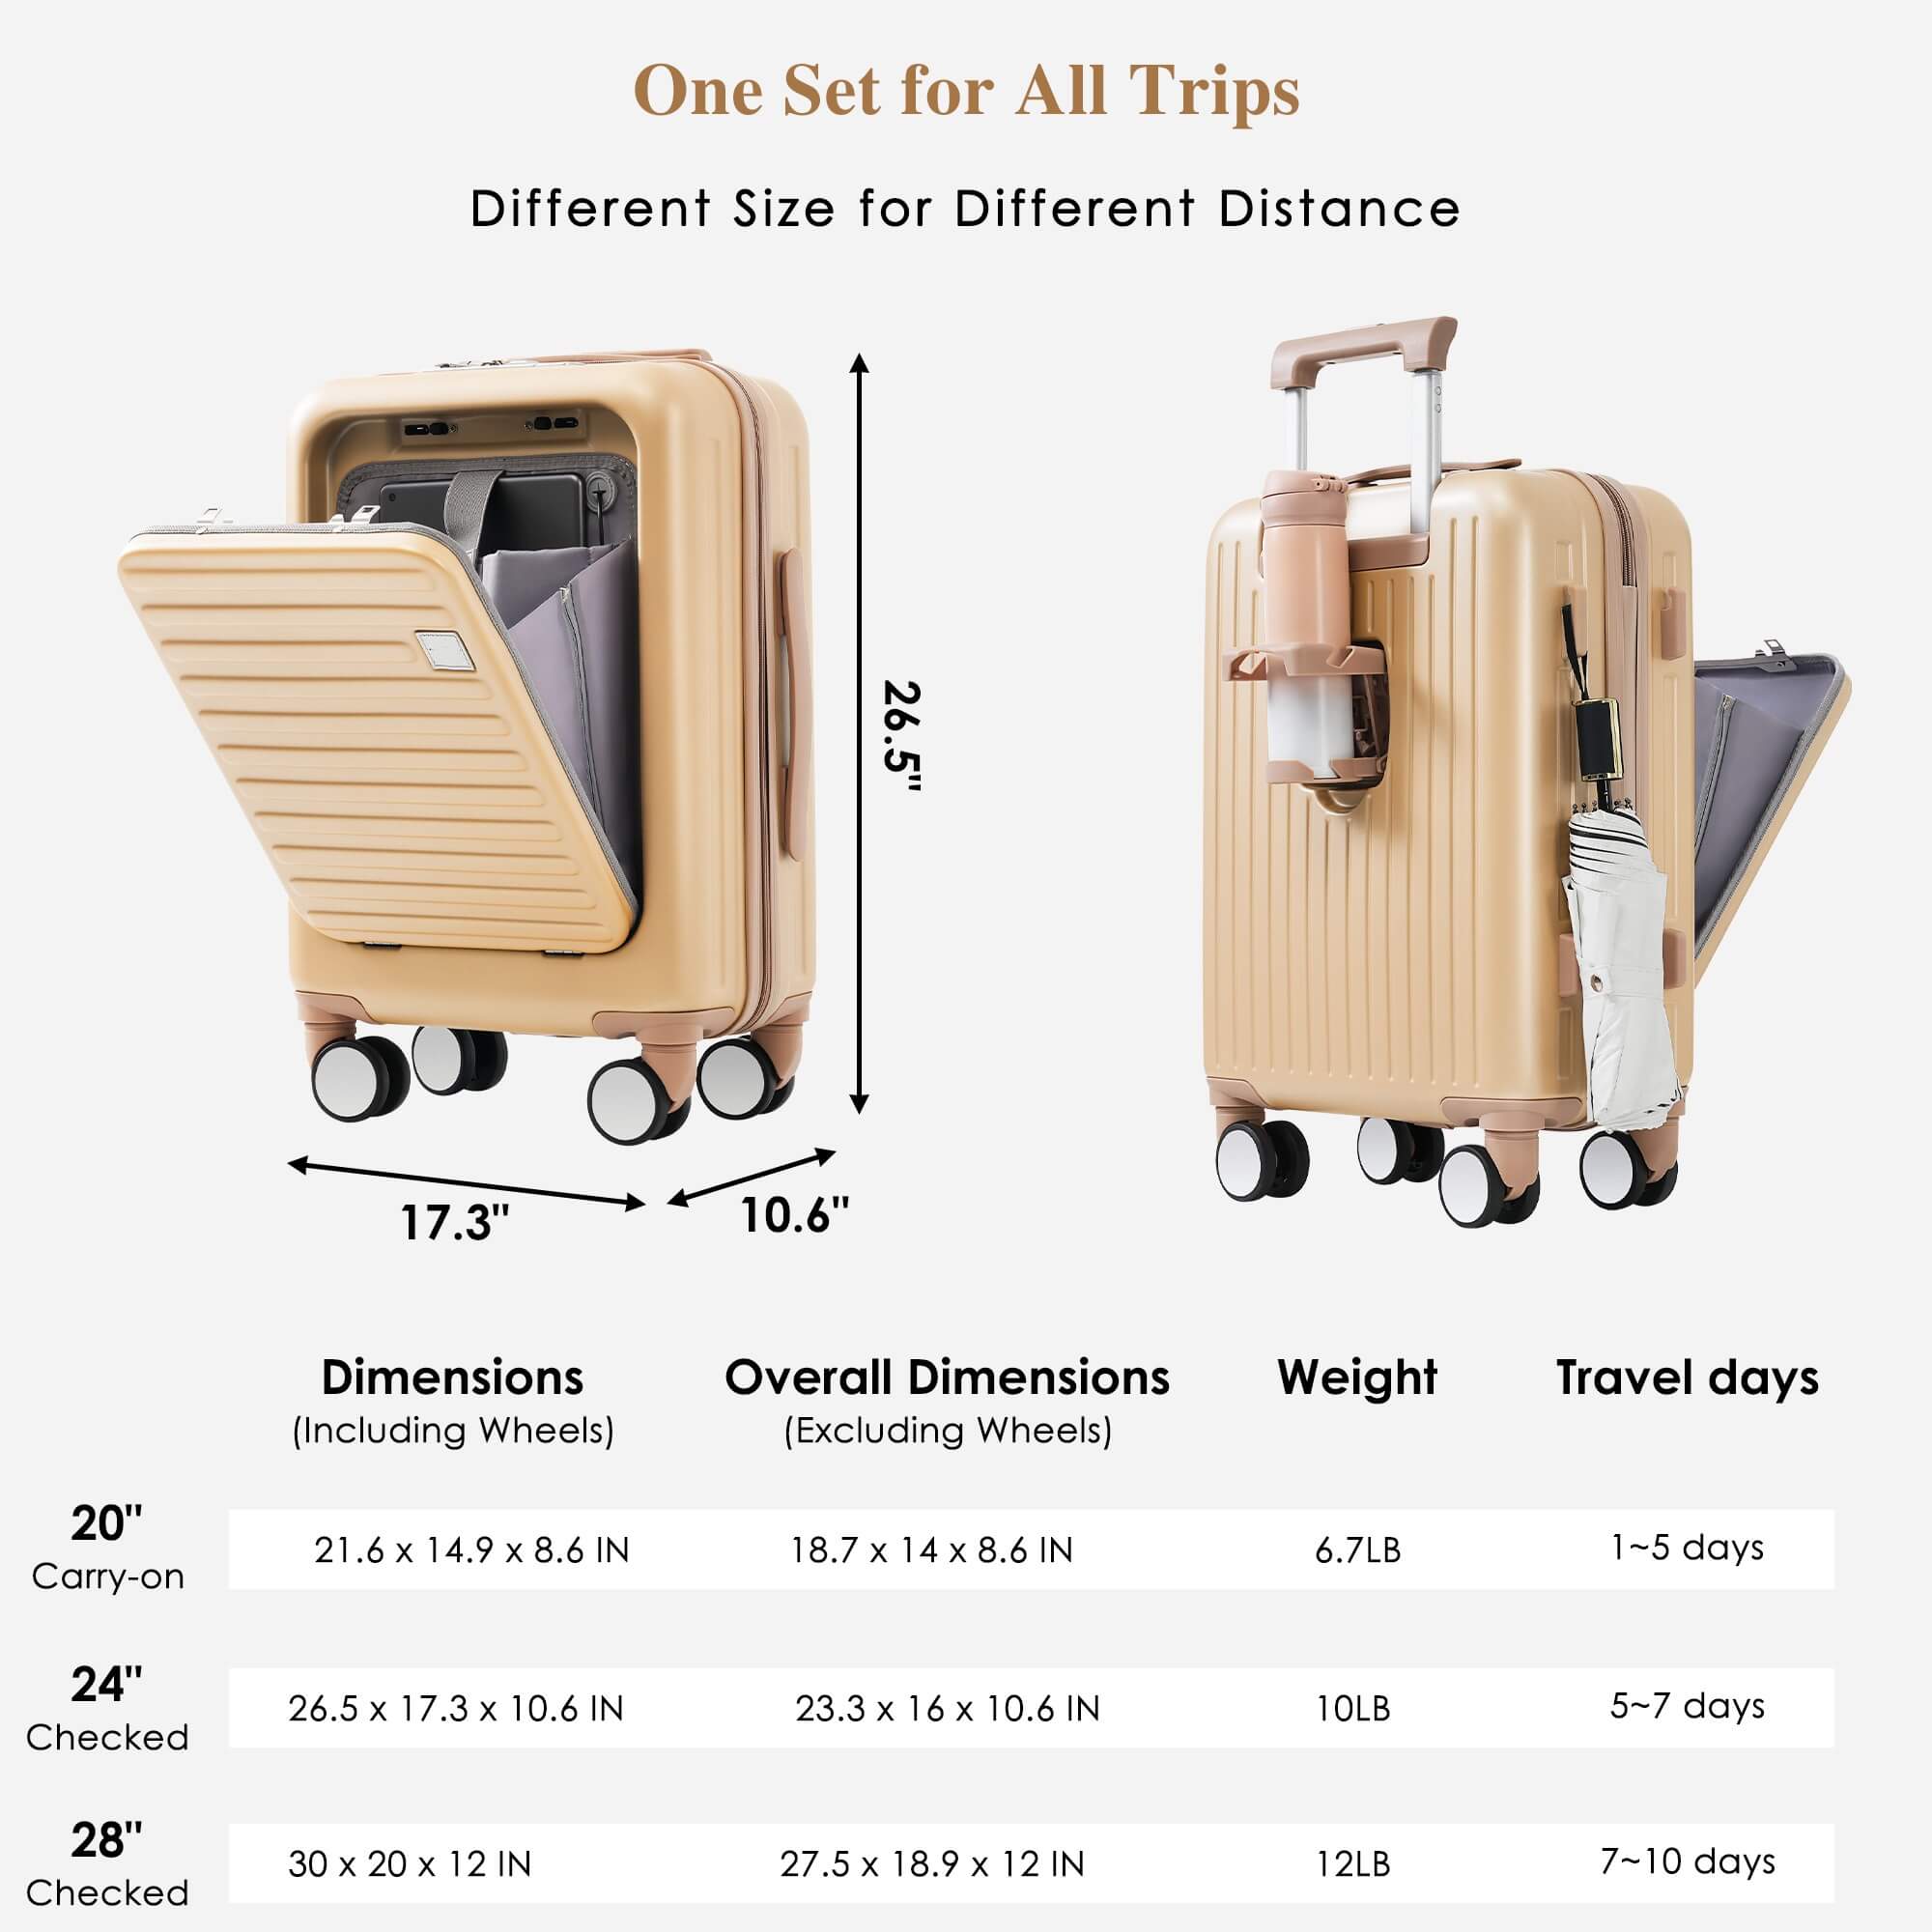 One Set for All Trips
Different Size for Different Distance
26.5"
17.3"
10.6"
Dimensions
Overall Dimensions
Weight
Travel days
(Including Wheels)
(Excluding Wheels)
20"
Carry-on
21.6 x 14.9 x 8.6 IN
18.7 x 14 x 8.6 IN
6.7LB
1~5 days
24"
Checked
26.5 x 17.3 x 10.6 IN
23.3 x 16 x 10.6 IN
10LB
5~7 days
28"
Checked
30 x 20 x 12 IN
27.5 x 18.9 x 12 IN
12LB
7~10 days